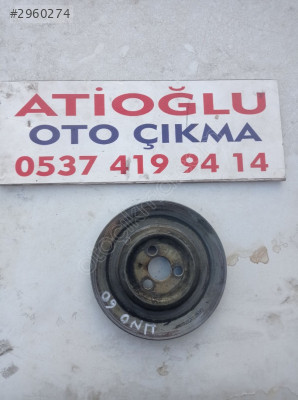 #2960274
ATİOĞLU
OTO ÇIKMA
0537 419 94 14
UNO 60